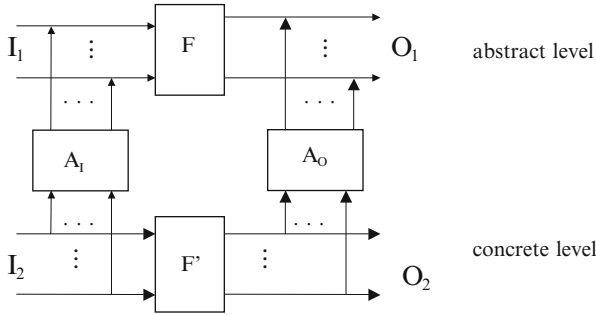 I1 F O1 abstract level
AI AO
I2 F’ O2 concrete level